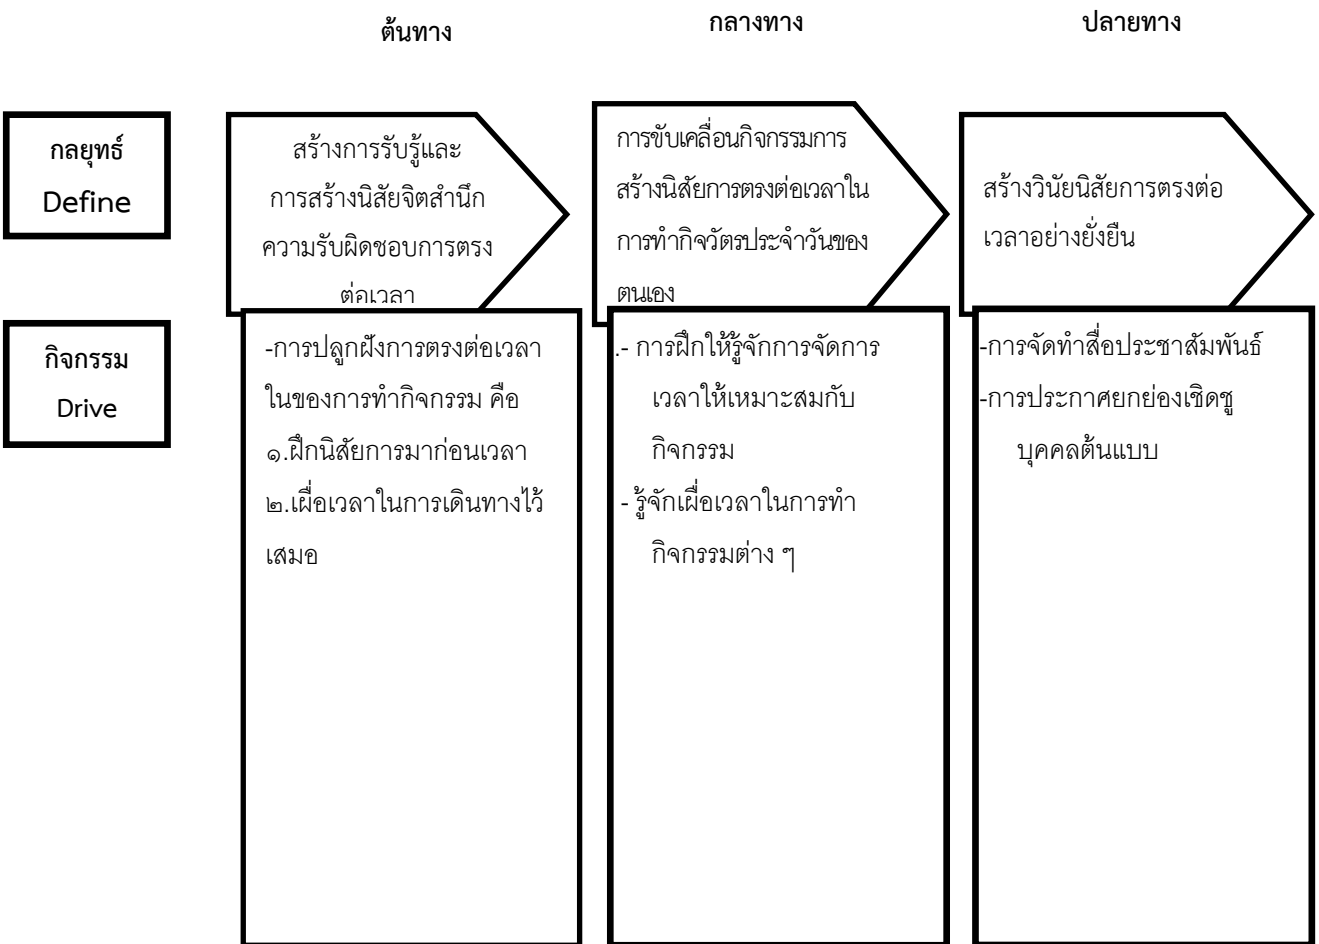 ต้นทาง
กลางทาง
ปลายทาง
กลยุทธ์
Define
สร้างการรับรู้และ
การสร้างนิสัยจิตสำนึก
ความรับผิดชอบการตรง
ต่อเวลา
การขับเคลื่อนกิจกรรมการ
สร้างนิสัยการตรงต่อเวลาใน
การทำกิจวัตรประจำวันของ
ตนเอง
สร้างวินัยนิสัยการตรงต่อ
เวลาอย่างยั่งยืน
กิจกรรม
Drive
-การปลูกฝังการตรงต่อเวลา
ในของการทำกิจกรรม คือ
๑.ฝึกนิสัยการมาก่อนเวลา
๒.เผื่อเวลาในการเดินทางไว้
เสมอ
.- การฝึกให้รู้จักการจัดการ
เวลาให้เหมาะสมกับ
กิจกรรม
- รู้จักเผื่อเวลาในการทำ
กิจกรรมต่าง ๆ
-การจัดทำสื่อประชาสัมพันธ์
-การประกาศยกย่องเชิดชู
บุคคลต้นแบบ